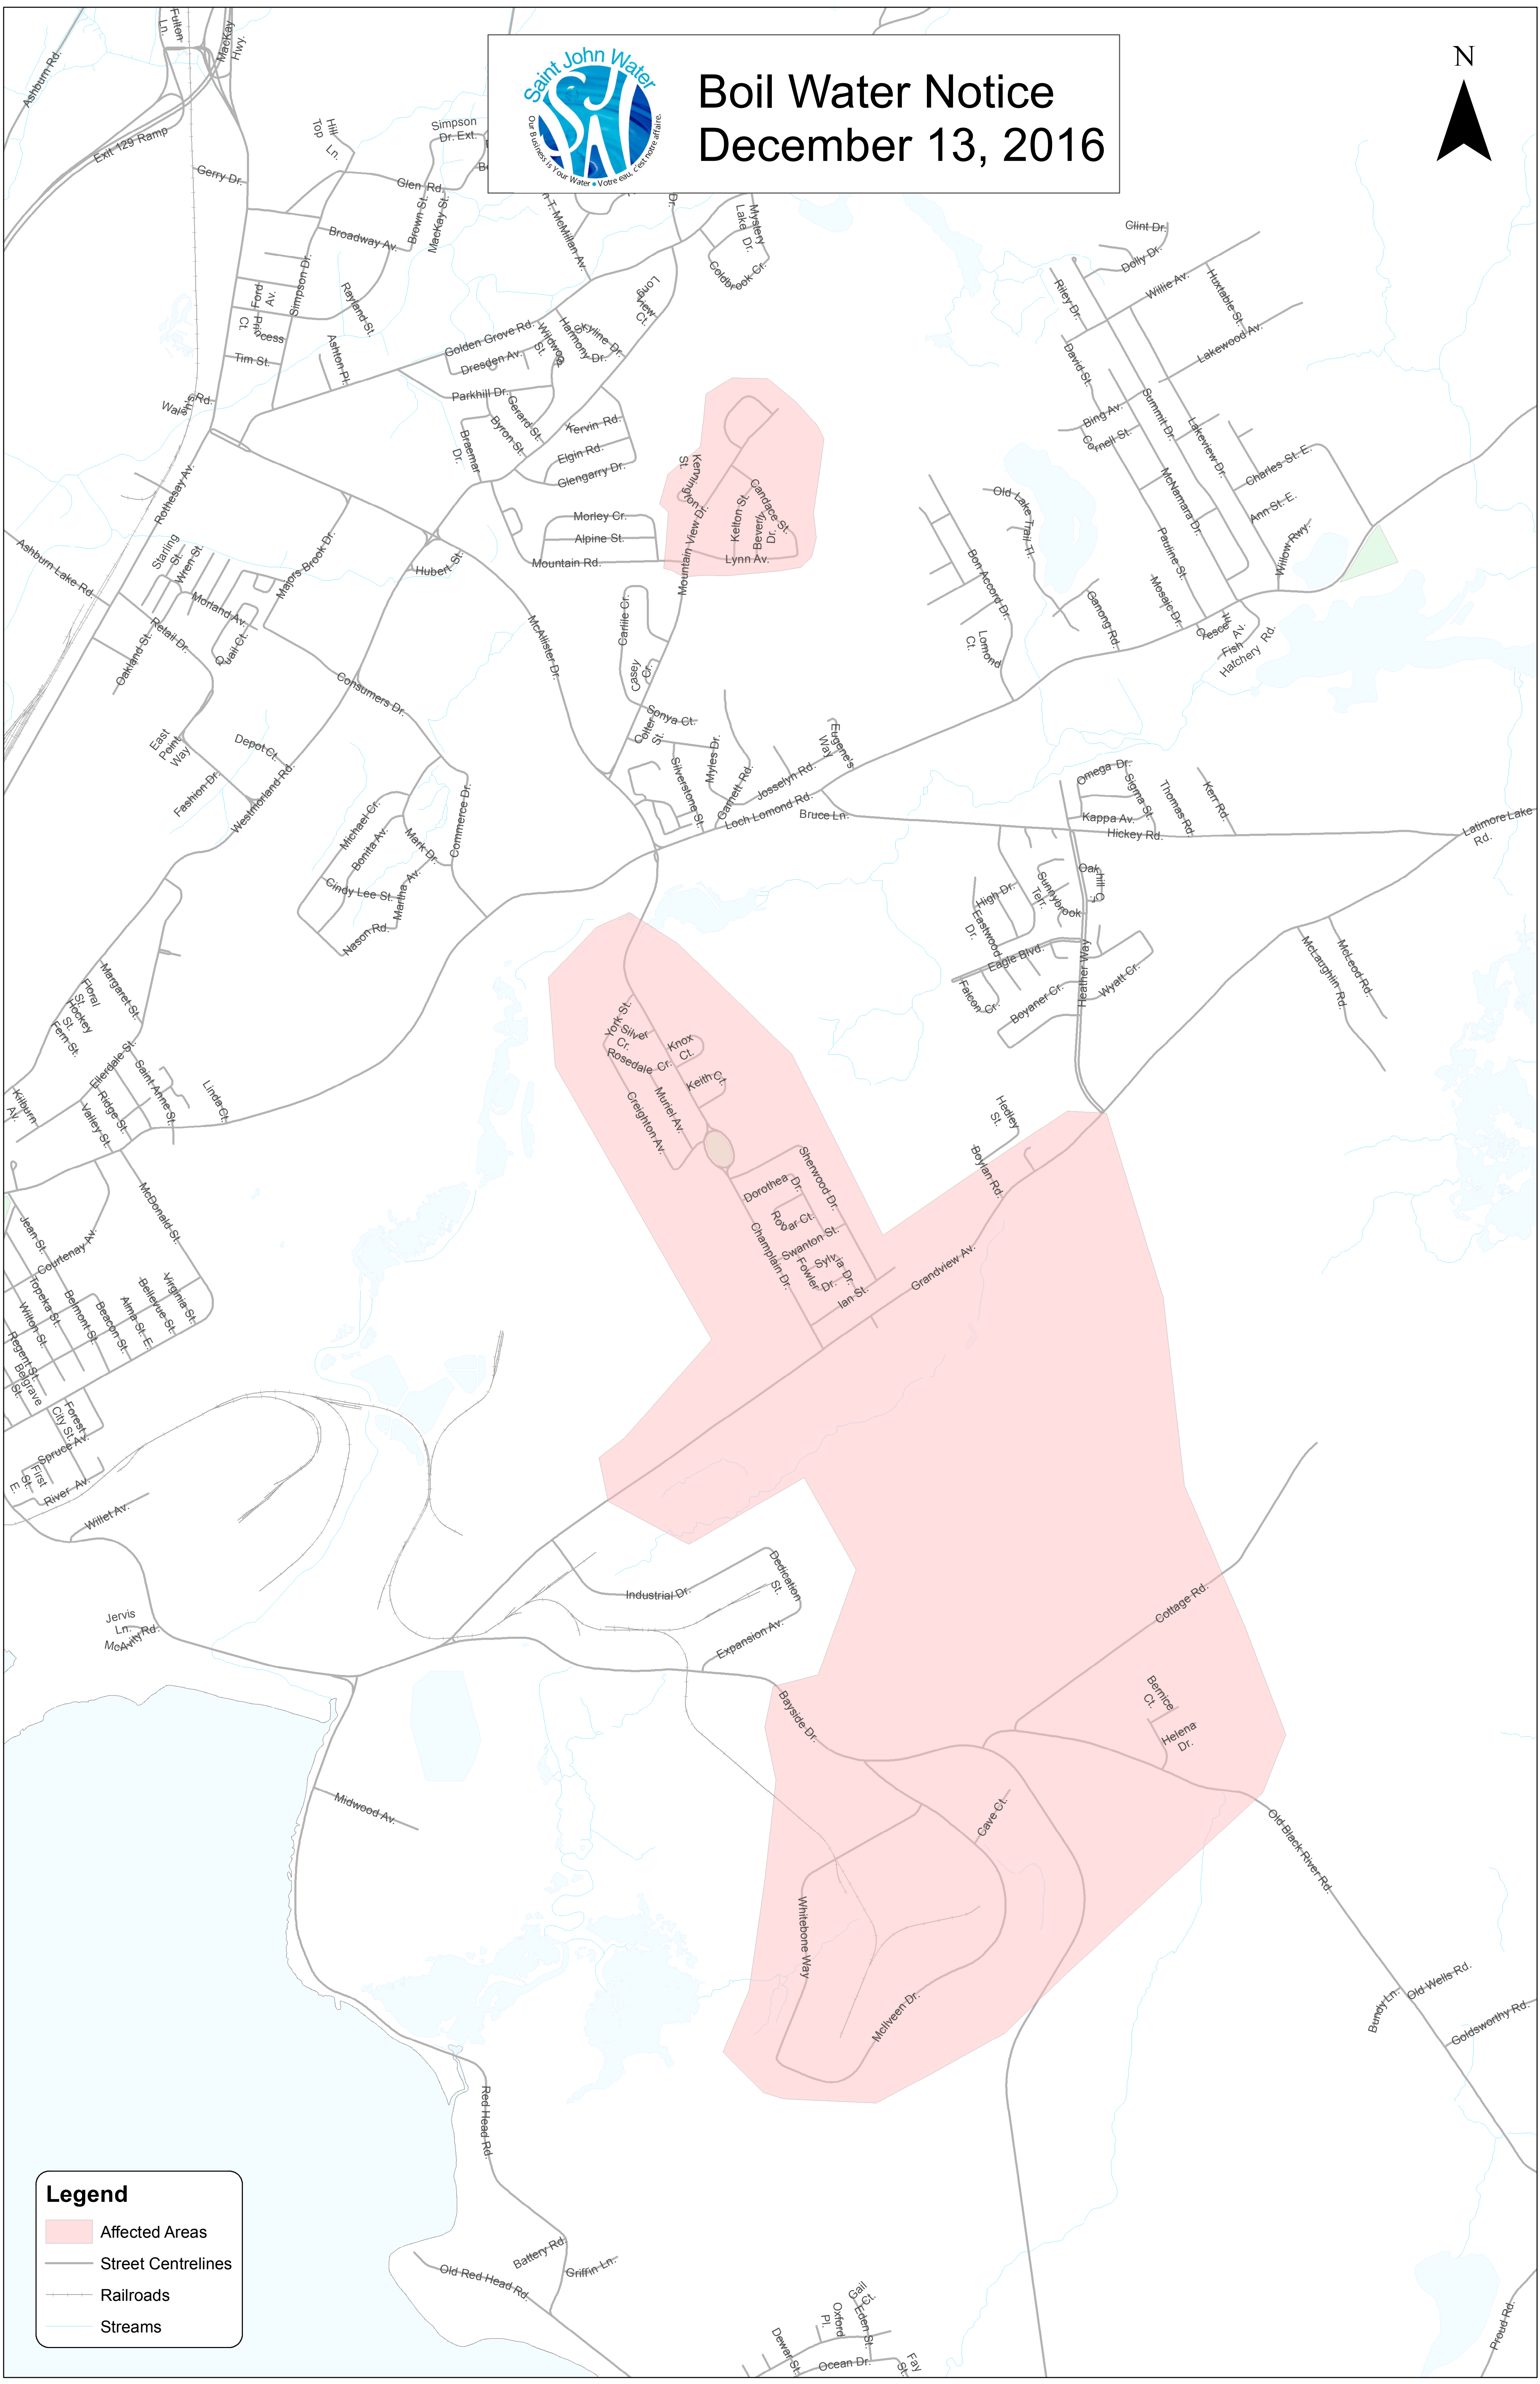 Saint John Water
SJW
Our Business is Your Water • Votre eau, c'est notre affaire.
Boil Water Notice
December 13, 2016
N
Ashburn Rd.
Fulton
Ln.
MacKay
Hwy.
Exit 129 Ramp
Gerry Dr.
Hill
Top
Ln.
Simpson
Dr. Ext.
Glen Rd.
Broadway Av.
Brown St.
MacKay St.
Simpson Dr.
Ford
Av.
Princess
Ct.
Tim St.
Rayland St.
Ashton Pl.
Golden Grove Rd.
Dresden Av.
Wildwood
St.
Harmony
Dr.
Skyline Dr.
Long
View
Ct.
n T. McMillan Av.
Dr.
Mystery
Lake
Dr.
Coldbrook Cr.
Parkhill Dr.
Gerard St.
Byron St.
Braemar
Dr.
Kervin Rd.
Elgin Rd.
Glengarry Dr.
Morley Cr.
Alpine St.
Mountain Rd.
Kennington
St.
Mountain View Dr.
Kelton St.
Candace St.
Beverly
Dr.
Lynn Av.
Clint Dr.
Dolly Dr.
Riley Dr.
Willie Av.
Huxtable St.
Lakewood Av.
David St.
Bing Av.
Cornell St.
Summit Dr.
Lakeview Dr.
McNamara Dr.
Charles St. E.
Ann St. E.
Pauline St.
Willow Rwy.
Old Lake Trail Tl.
Bon Accord Dr.
Lomond
Ct.
Ganong Rd.
Mosaic Dr.
Fish
Hatchery Rd.
Rothesay Av.
Ashburn Lake Rd.
Starling
St.
Wren St.
Morland Av.
Majors Brook Dr.
Quail Ct.
Retail Dr.
Oakland St.
Hubert St.
McAllister Dr.
Consumers Dr.
East
Point
Way
Depot Ct.
Fashion Dr.
Westmorland Rd.
Carlile Cr.
Casey
Cr.
Sonya Ct.
Colter
St.
Silverstone St.
Myles Dr.
Garnett Rd.
Josselyn Rd.
Eugene's
Way
Loch Lomond Rd.
Bruce Ln.
Michael Cr.
Bonita Av.
Mark Dr.
Commerce Dr.
Cindy Lee St.
Martha Av.
Nason Rd.
Omega Dr.
Sigma St.
Kappa Av.
Hickey Rd.
Thomas Rd.
Kerr Rd.
Latimore Lake
Rd.
Oakhill Ct.
Sunnybrook
Terr.
High Dr.
Eastwood
Dr.
Eagle Blvd.
Falcon Cr.
Boyaner Cr.
Heather Way
Wyatt Cr.
McLaughlin Rd.
McLeod Rd.
Margaret St.
Floral
St.
Hockey
St.
Fern St.
Ellerdale St.
Saint Anne St.
Ridge St.
Valley St.
Linda Ct.
Kilburn
Av.
York St.
Silver
Cr.
Rosedale Cr.
Knox
Ct.
Keith Ct.
Muriel Av.
Creighton Av.
Hedley
St.
Boylan Rd.
Sherwood Dr.
Dorothea
Dr.
Swanton St.
Sylvia Dr.
Fowler
Dr.
Ian St.
Champlain Dr.
Grandview Av.
McDonald St.
Jean St.
Courtenay Av.
Topeka St.
Wilton St.
Belmont St.
Beacon St.
Alma St. E.
Bellevue St.
Virginia St.
Regent St.
Belgrave
St.
Forest
City St.
Spruce Av.
First
St.
E.
River Av.
Willet Av.
Jervis
Ln.
McAvity Rd.
Industrial Dr.
Dedication
St.
Expansion Av.
Bayside Dr.
Cottage Rd.
Bernice
Ct.
Helena
Dr.
Midwood Av.
Cave Ct.
Whitebone Way
McIlveen Dr.
Old Black River Rd.
Old Wells Rd.
Bundy Ln.
Goldsworthy Rd.
Red Head Rd.
Battery Rd.
Griffin Ln.
Old Red Head Rd.
Gail
Ct.
Oxford
Pl.
Eden St.
Dewar St.
Ocean Dr.
Fay
St.
Proud Rd.
Legend
Affected Areas
Street Centrelines
Railroads
Streams